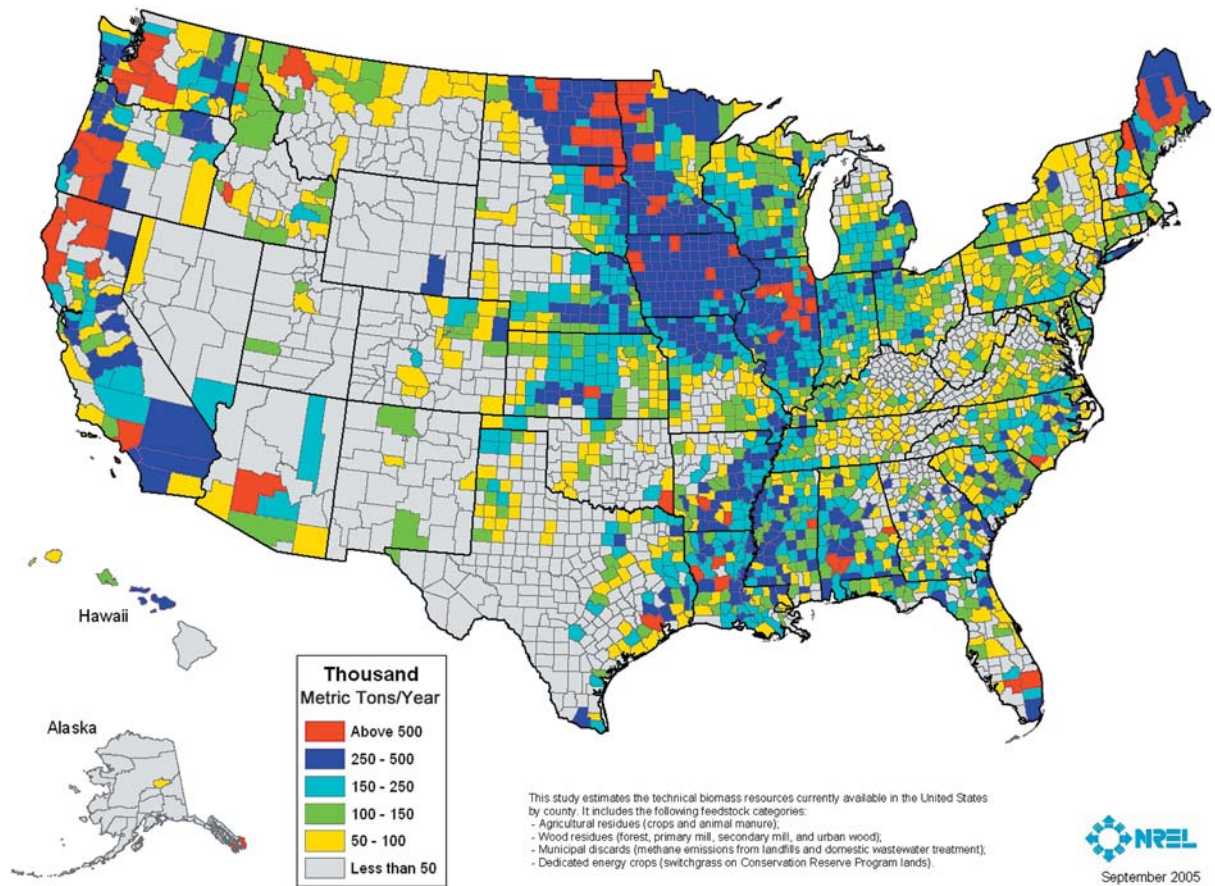 Hawaii
Alaska
Thousand
Metric Tons/Year
Above 500
250 - 500
150 - 250
100 - 150
50 - 100
Less than 50
This study estimates the technical biomass resources currently available in the United States
by county. It includes the following feedstock categories:
- Agricultural residues (crops and animal manure);
- Wood residues (forest, primary mill, secondary mill, and urban wood);
- Municipal discards (methane emissions from landfills and domestic wastewater treatment);
- Dedicated energy crops (switchgrass on Conservation Reserve Program lands).
NREL
September 2005